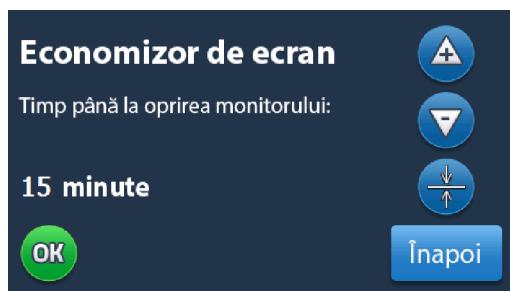 Economizor de ecran
Timp până la oprirea monitorului:
15 minute
OK
Înapoi